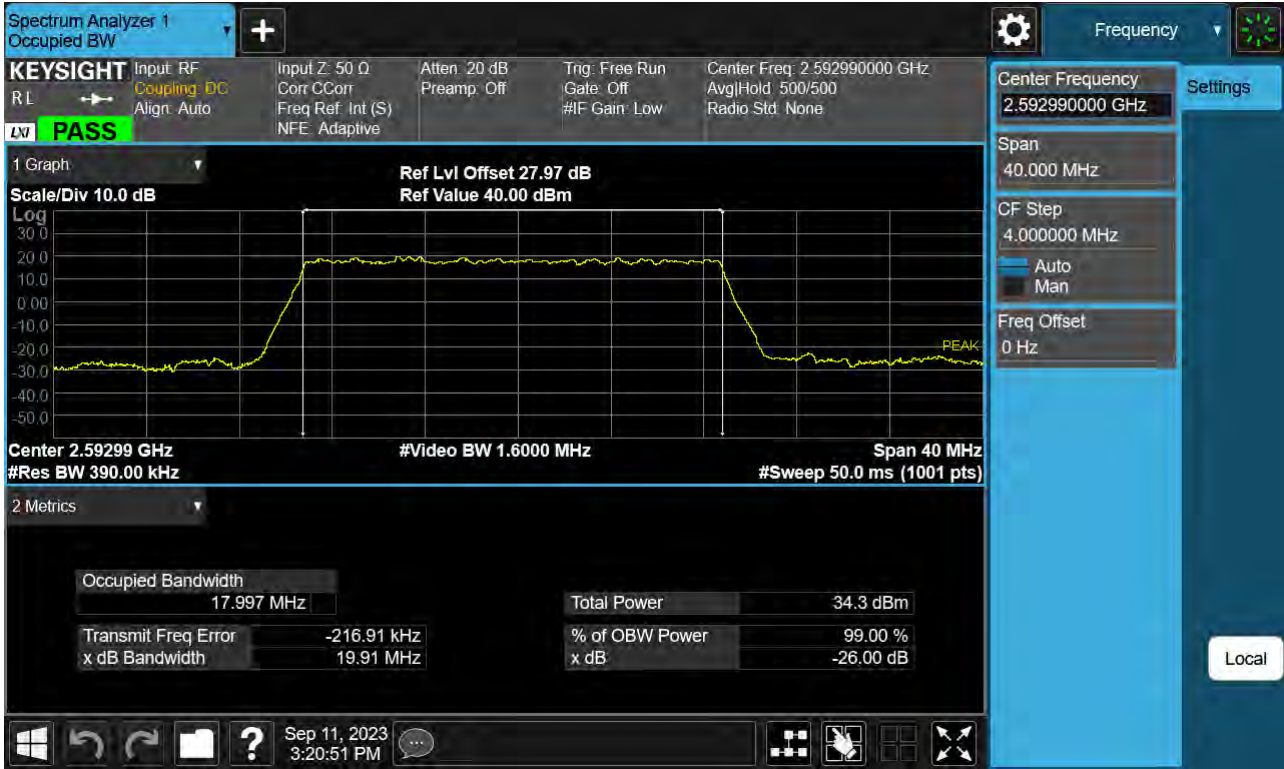 Spectrum Analyzer 1
Occupied BW
Frequency
KEYSIGHT
RL
LXI
PASS
Input: RF
Coupling: DC
Align: Auto
Input Z: 50 Ω
Corr CCorr
Freq Ref: Int (S)
NFE: Adaptive
Atten: 20 dB
Preamp: Off
Trig: Free Run
Gate: Off
#IF Gain: Low
Center Freq: 2.592990000 GHz
Avg|Hold: 500/500
Radio Std: None
1 Graph
Scale/Div 10.0 dB
Ref Lvl Offset 27.97 dB
Ref Value 40.00 dBm
Log
30.0
20.0
10.0
0.00
-10.0
-20.0
-30.0
-40.0
-50.0
PEAK
Center 2.59299 GHz
#Video BW 1.6000 MHz
Span 40 MHz
#Res BW 390.00 kHz
#Sweep 50.0 ms (1001 pts)
2 Metrics
Occupied Bandwidth
17.997 MHz
Total Power 34.3 dBm
Transmit Freq Error -216.91 kHz
% of OBW Power 99.00 %
x dB Bandwidth 19.91 MHz
x dB -26.00 dB
Center Frequency
2.592990000 GHz
Settings
Span
40.000 MHz
CF Step
4.000000 MHz
Auto
Man
Freq Offset
0 Hz
Local
?
Sep 11, 2023
3:20:51 PM